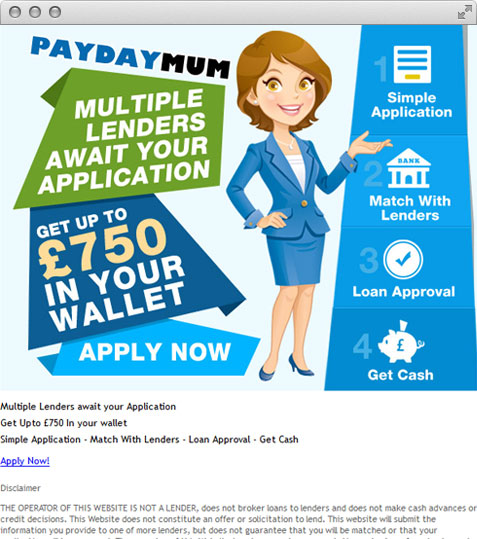 PAYDAYMUM
MULTIPLE
LENDERS
AWAIT YOUR
APPLICATION
GET UP TO
£750
IN YOUR
WALLET
APPLY NOW
1
Simple
Application
2
BANK
Match With
Lenders
3
Loan Approval
4
£
Get Cash
Multiple Lenders await your Application
Get Upto £750 In your wallet
Simple Application - Match With Lenders - Loan Approval - Get Cash
Apply Now!
Disclaimer
THE OPERATOR OF THIS WEBSITE IS NOT A LENDER, does not broker loans to lenders and does not make cash advances or
credit decisions. This Website does not constitute an offer or solicitation to lend. This website will submit the
information you provide to one of more lenders, but does not guarantee that you will be matched or that your